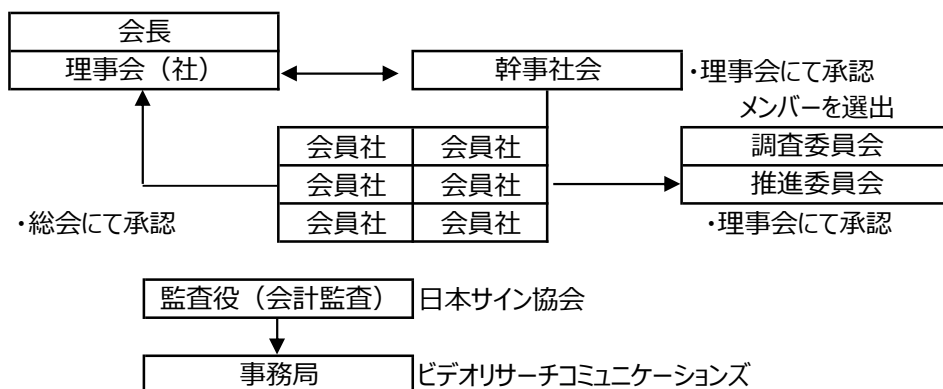 会長
理事会（社）
幹事社会
・理事会にて承認
メンバーを選出
会員社 会員社
会員社 会員社
会員社 会員社
調査委員会
推進委員会
・総会にて承認
・理事会にて承認
監査役（会計監査） 日本サイン協会
事務局 ビデオリサーチコミュニケーションズ